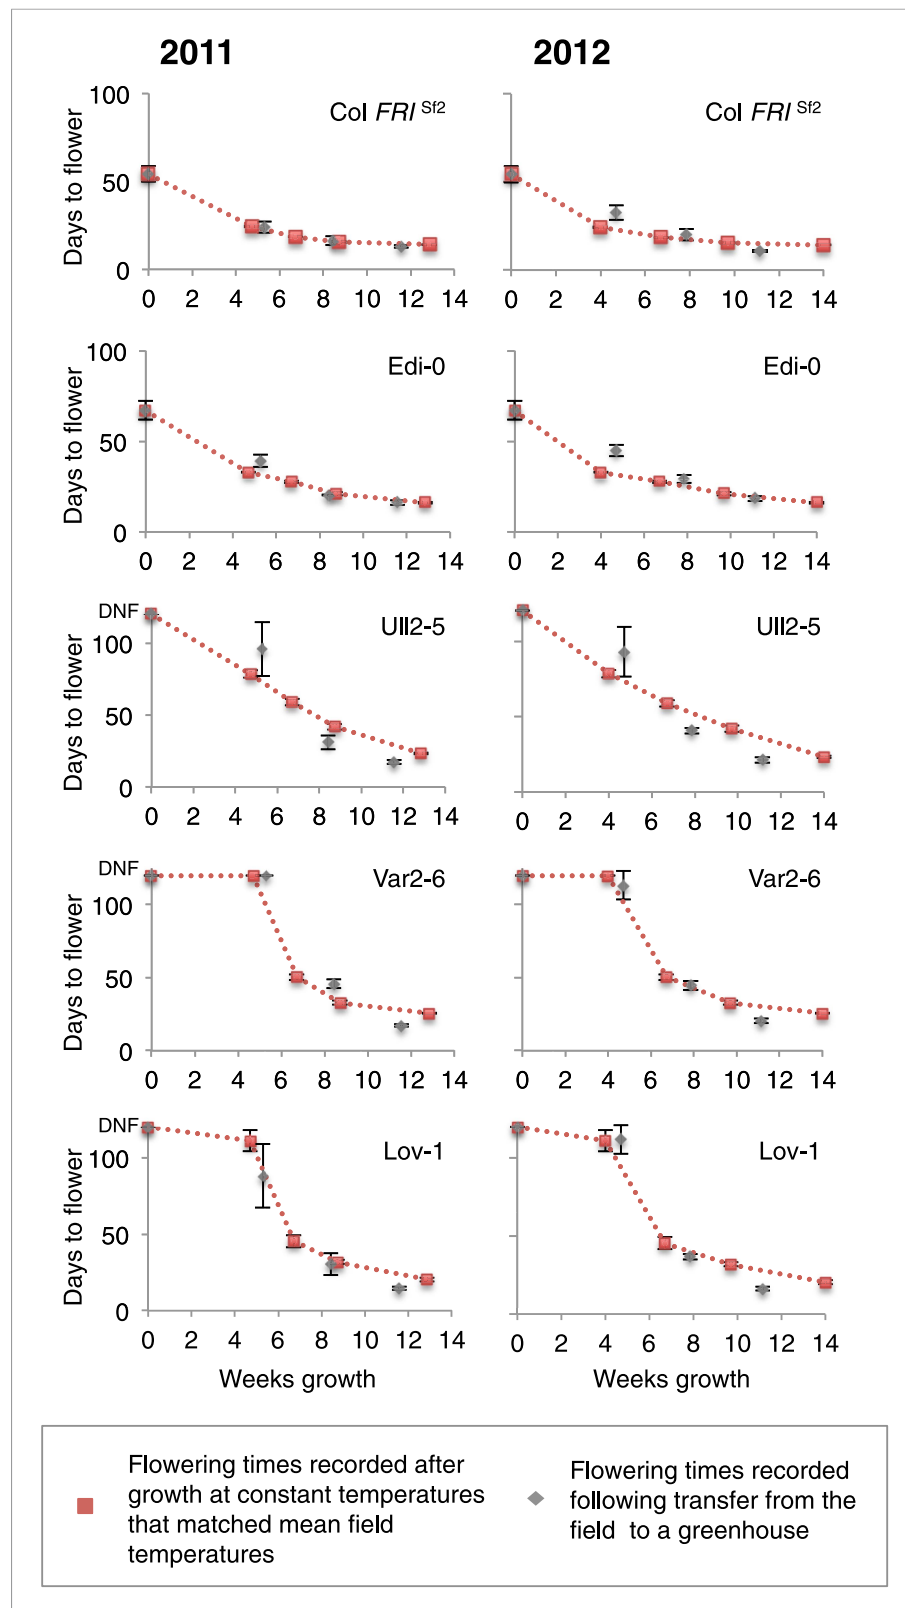 2011 2012
100 Col FRI Sf2 Col FRI Sf2
Days to flower
50
0
0 2 4 6 8 10 12 14 0 2 4 6 8 10 12 14
100 Edi-0 Edi-0
Days to flower
50
0
0 2 4 6 8 10 12 14 0 2 4 6 8 10 12 14
DNF Ull2-5 Ull2-5
Days to flower
100
50
0
0 2 4 6 8 10 12 14 0 2 4 6 8 10 12 14
DNF Var2-6 Var2-6
Days to flower
100
50
0
0 2 4 6 8 10 12 14 0 2 4 6 8 10 12 14
DNF Lov-1 Lov-1
Days to flower
100
50
0
0 2 4 6 8 10 12 14 0 2 4 6 8 10 12 14
Weeks growth Weeks growth
Flowering times recorded after
growth at constant temperatures
that matched mean field
temperatures
Flowering times recorded
following transfer from the
field to a greenhouse